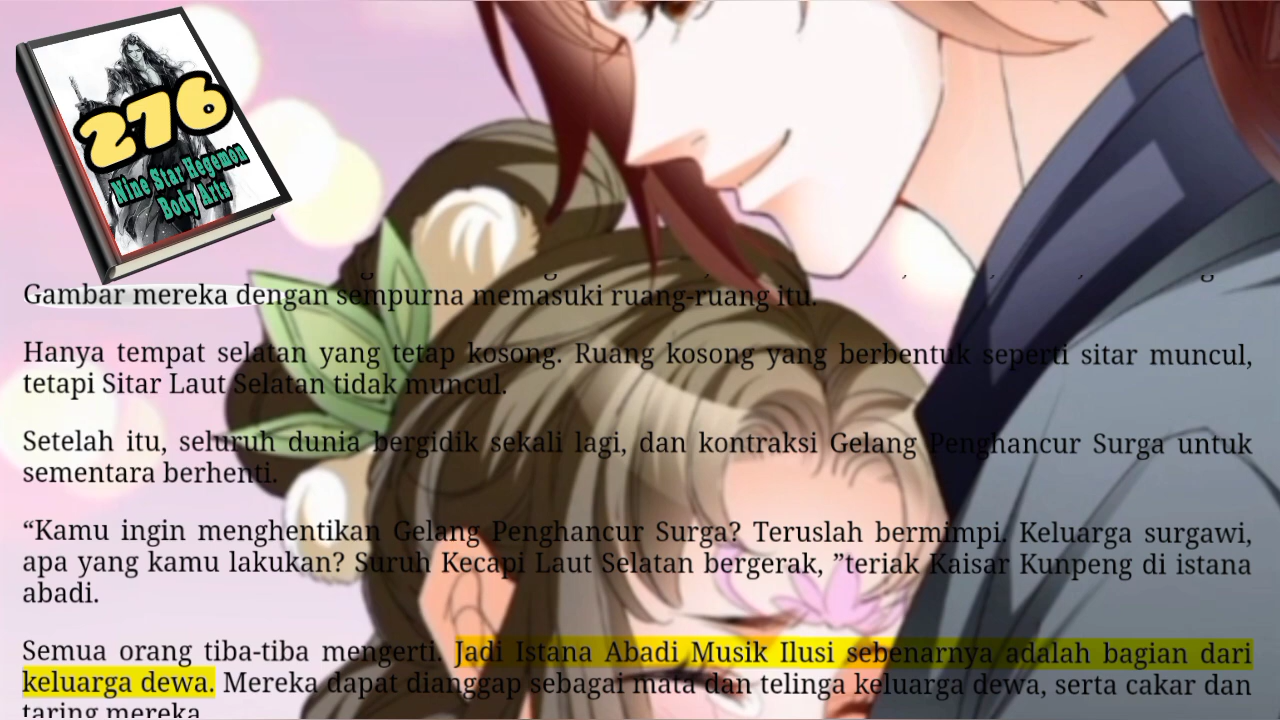 276
Nine Star Hegemon
Body Arts
Gambar mereka dengan sempurna memasuki ruang-ruang itu.
Hanya tempat selatan yang tetap kosong. Ruang kosong yang berbentuk seperti sitar muncul,
tetapi Sitar Laut Selatan tidak muncul.
Setelah itu, seluruh dunia bergidik sekali lagi, dan kontraksi Gelang Penghancur Surga untuk
sementara berhenti.
“Kamu ingin menghentikan Gelang Penghancur Surga? Teruslah bermimpi. Keluarga surgawi,
apa yang kamu lakukan? Suruh Kecapi Laut Selatan bergerak, ”teriak Kaisar Kunpeng di istana
abadi.
Semua orang tiba-tiba mengerti. Jadi Istana Abadi Musik Ilusi sebenarnya adalah bagian dari
keluarga dewa. Mereka dapat dianggap sebagai mata dan telinga keluarga dewa, serta cakar dan
taring mereka.